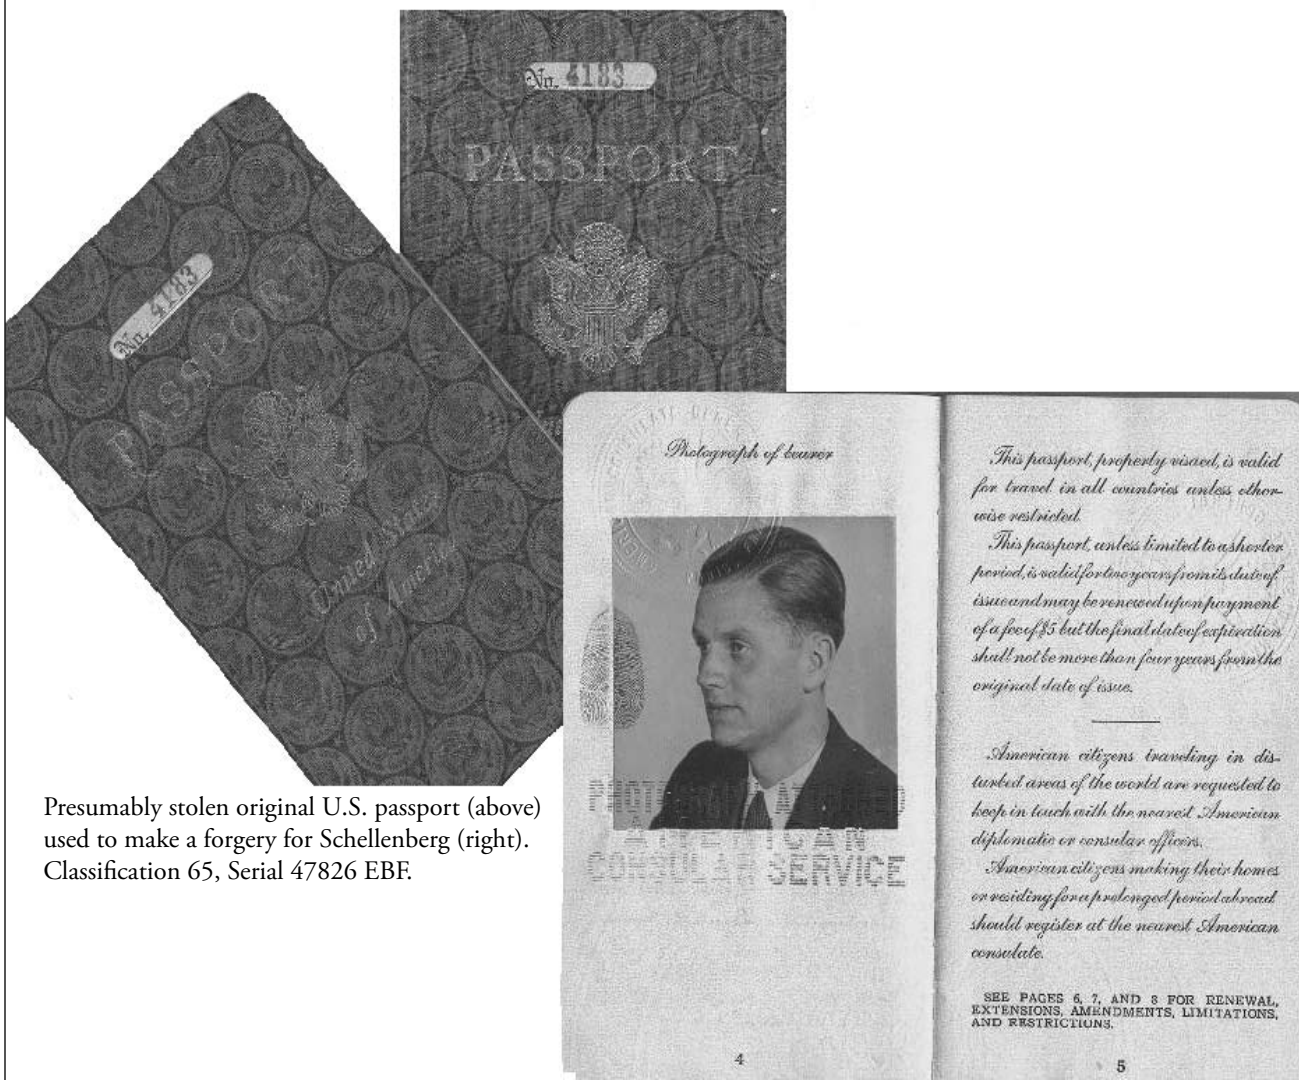 No. 4183
PASSPORT
No. 4183
PASSPORT
United States
of
America
Presumably stolen original U.S. passport (above)
used to make a forgery for Schellenberg (right).
Classification 65, Serial 47826 EBF.
Photograph of bearer
PHOTOGRAPH ATTACHED
AMERICAN
CONSULAR SERVICE
4
This passport, properly visaed, is valid
for travel in all countries unless other-
wise restricted.
This passport, unless limited to a shorter
period, is valid for two years from its date of
issue and may be renewed upon payment
of a fee of $5 but the final date of expiration
shall not be more than four years from the
original date of issue.
American citizens traveling in dis-
turbed areas of the world are requested to
keep in touch with the nearest American
diplomatic or consular officers.
American citizens making their homes
or residing for a prolonged period abroad
should register at the nearest American
consulate.
SEE PAGES 6, 7, AND 8 FOR RENEWAL,
EXTENSIONS, AMENDMENTS, LIMITATIONS,
AND RESTRICTIONS.
5